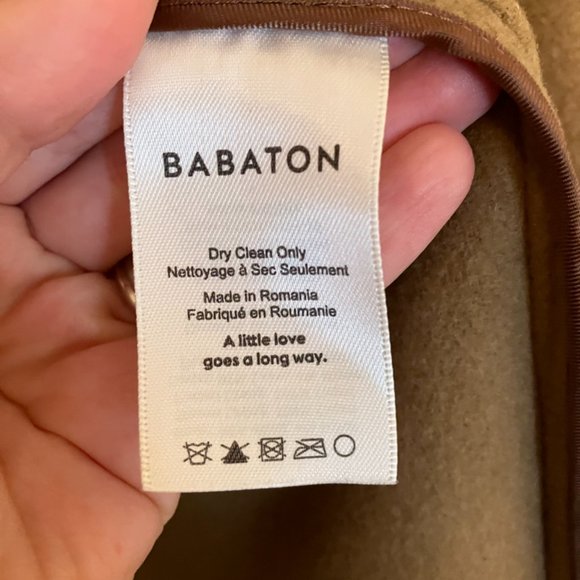 BABATON
Dry Clean Only
Nettoyage à Sec Seulement
Made in Romania
Fabriqué en Roumanie
A little love
goes a long way.